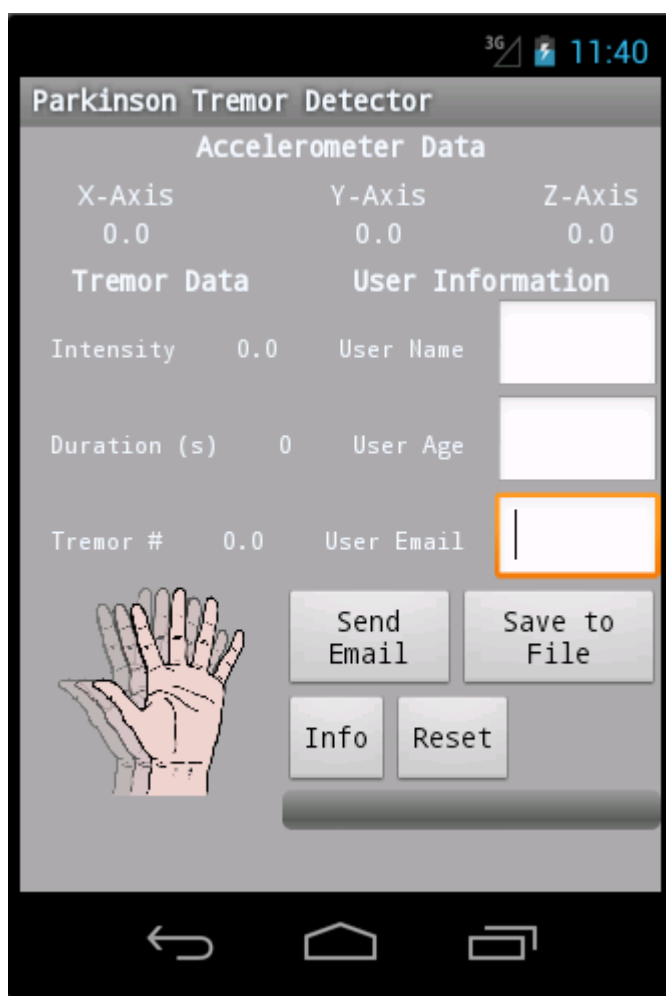 3G 11:40
Parkinson Tremor Detector
Accelerometer Data
X-Axis Y-Axis Z-Axis
0.0 0.0 0.0
Tremor Data User Information
Intensity 0.0 User Name
Duration (s) 0 User Age
Tremor # 0.0 User Email
Send Email
Save to File
Info Reset